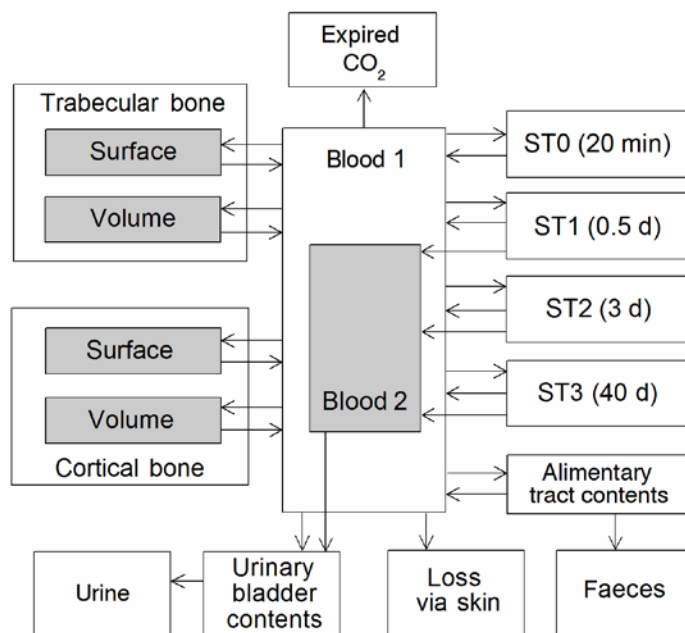 Expired
CO₂
Trabecular bone
Surface
Volume
Blood 1
ST0 (20 min)
ST1 (0.5 d)
ST2 (3 d)
ST3 (40 d)
Surface
Volume
Cortical bone
Blood 2
Alimentary
tract contents
Urine
Urinary
bladder
contents
Loss
via skin
Faeces